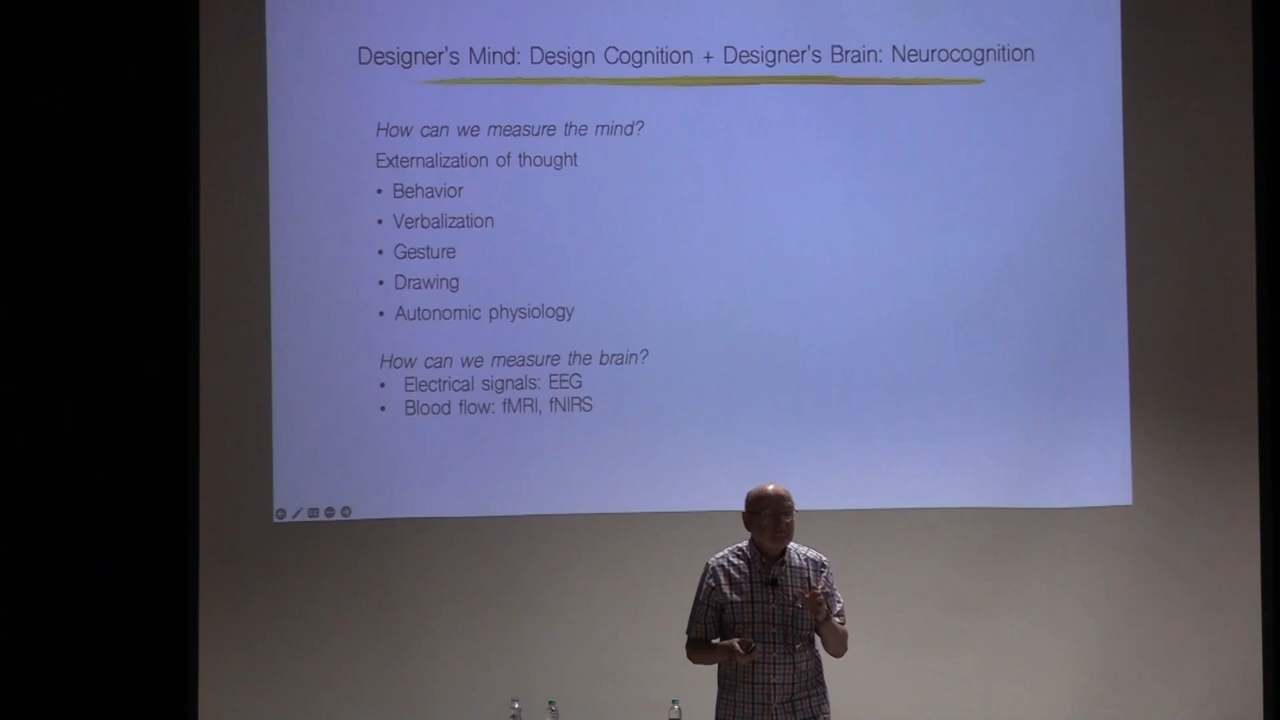 Designer's Mind: Design Cognition + Designer's Brain: Neurocognition
How can we measure the mind?
Externalization of thought
• Behavior
• Verbalization
• Gesture
• Drawing
• Autonomic physiology
How can we measure the brain?
• Electrical signals: EEG
• Blood flow: fMRI, fNIRS